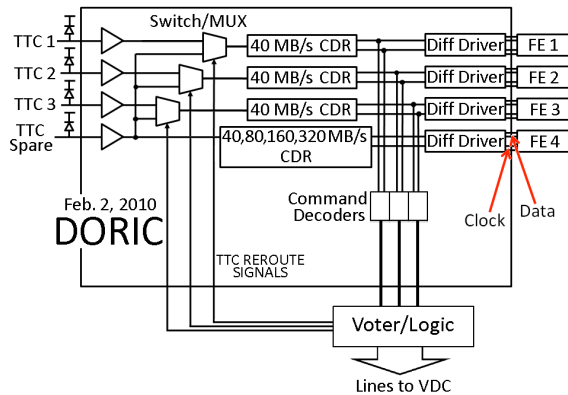 Switch/MUX
TTC 1
40 MB/s CDR
Diff Driver
FE 1
TTC 2
40 MB/s CDR
Diff Driver
FE 2
TTC 3
40 MB/s CDR
Diff Driver
FE 3
TTC
Spare
40,80,160,320MB/s
CDR
Diff Driver
FE 4
Feb. 2, 2010
DORIC
Command
Decoders
Clock
Data
TTC REROUTE
SIGNALS
Voter/Logic
Lines to VDC